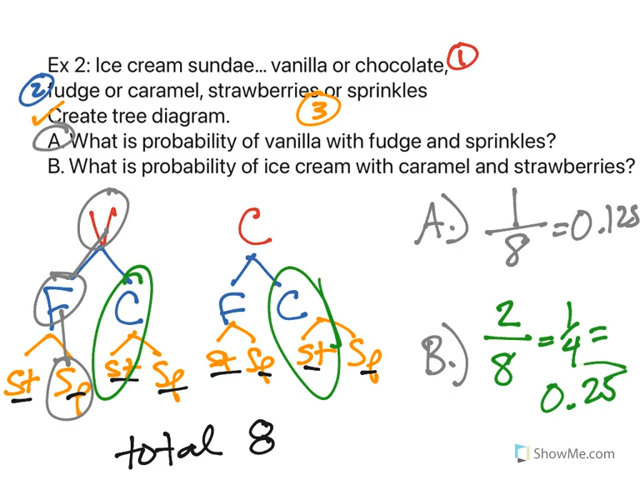 Ex 2: Ice cream sundae... vanilla or chocolate, 1
2 fudge or caramel, strawberries or sprinkles
Create tree diagram. 3
A. What is probability of vanilla with fudge and sprinkles?
B. What is probability of ice cream with caramel and strawberries?
V C
F C F C
St Sp St Sp St Sp St Sp
total 8
A.) 1/8 = 0.125
B.) 2/8 = 1/4 =
0.25
ShowMe.com